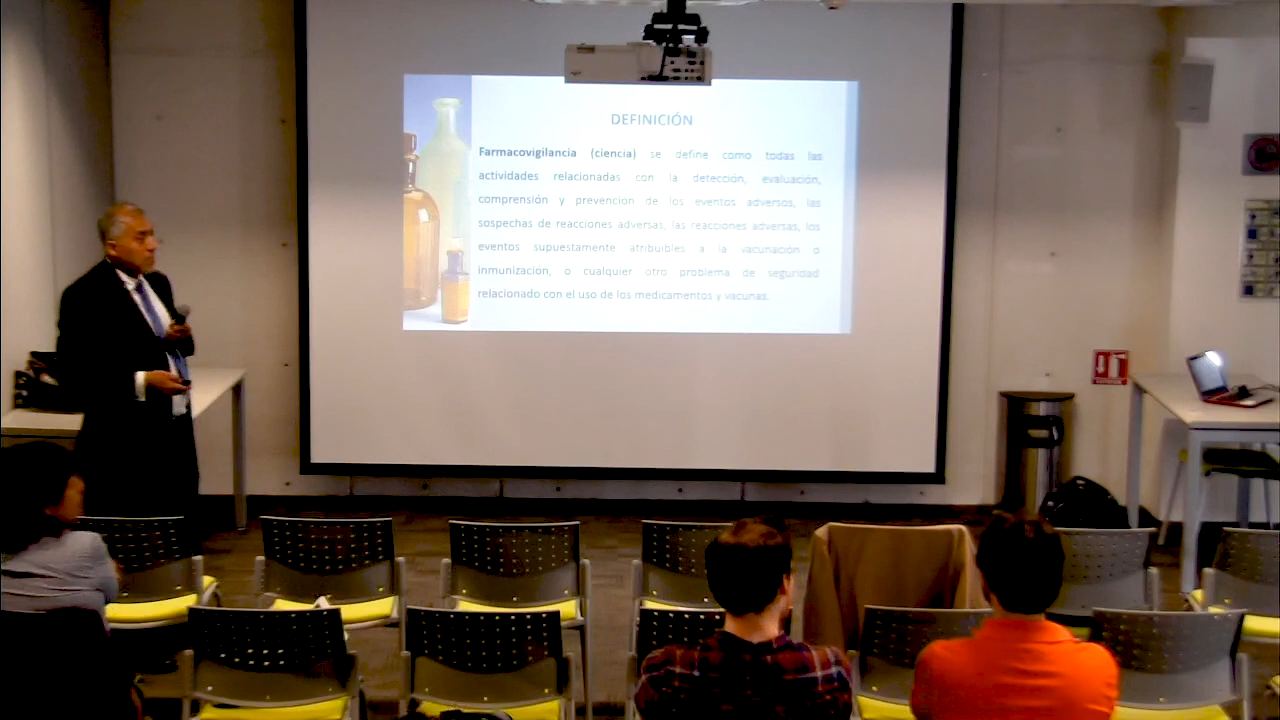 DEFINICIÓN
Farmacovigilancia (ciencia) se define como todas las
actividades relacionadas con la detección, evaluación,
comprensión y prevencion de los eventos adversos, las
sospechas de reacciones adversas, las reacciones adversas, los
eventos supuestamente atribuibles a la vacunación o
inmunizacion, o cualquier otro problema de seguridad
relacionado con el uso de los medicamentos y vacunas.